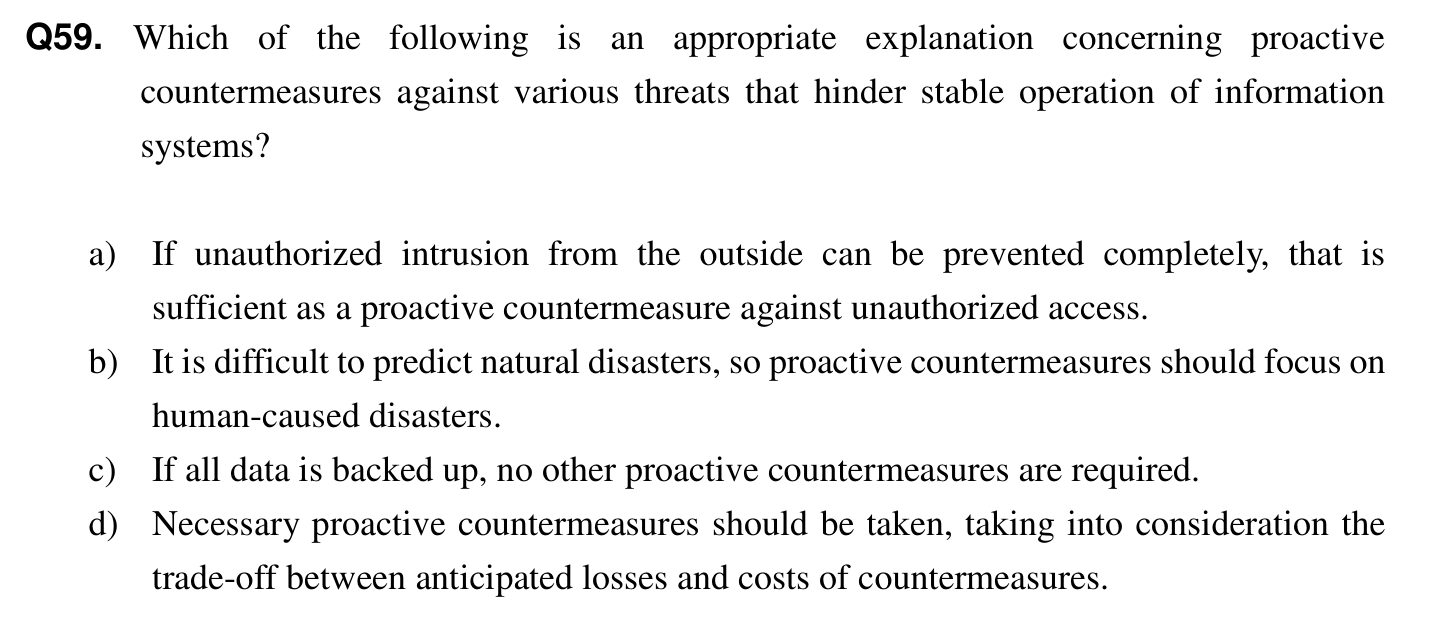 Q59. Which of the following is an appropriate explanation concerning proactive
countermeasures against various threats that hinder stable operation of information
systems?
a) If unauthorized intrusion from the outside can be prevented completely, that is
sufficient as a proactive countermeasure against unauthorized access.
b) It is difficult to predict natural disasters, so proactive countermeasures should focus on
human-caused disasters.
c) If all data is backed up, no other proactive countermeasures are required.
d) Necessary proactive countermeasures should be taken, taking into consideration the
trade-off between anticipated losses and costs of countermeasures.